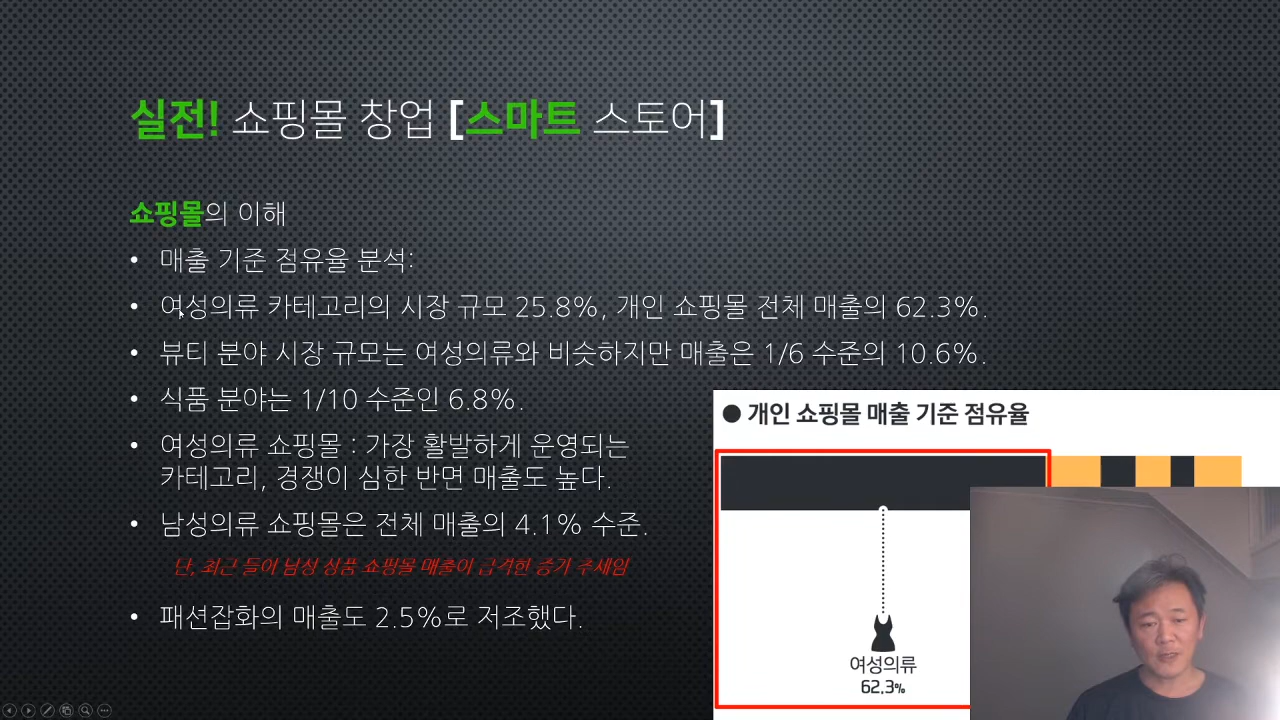 실전! 쇼핑몰 창업 [스마트 스토어]
쇼핑몰의 이해
• 매출 기준 점유율 분석:
• 여성의류 카테고리의 시장 규모 25.8%, 개인 쇼핑몰 전체 매출의 62.3%.
• 뷰티 분야 시장 규모는 여성의류와 비슷하지만 매출은 1/6 수준의 10.6%.
• 식품 분야는 1/10 수준인 6.8%.
• 여성의류 쇼핑몰 : 가장 활발하게 운영되는
카테고리, 경쟁이 심한 반면 매출도 높다.
• 남성의류 쇼핑몰은 전체 매출의 4.1% 수준.
단, 최근 들어 남성 상품 쇼핑몰 매출이 급격한 증가 추세임
• 패션잡화의 매출도 2.5%로 저조했다.
● 개인 쇼핑몰 매출 기준 점유율
여성의류
62.3%